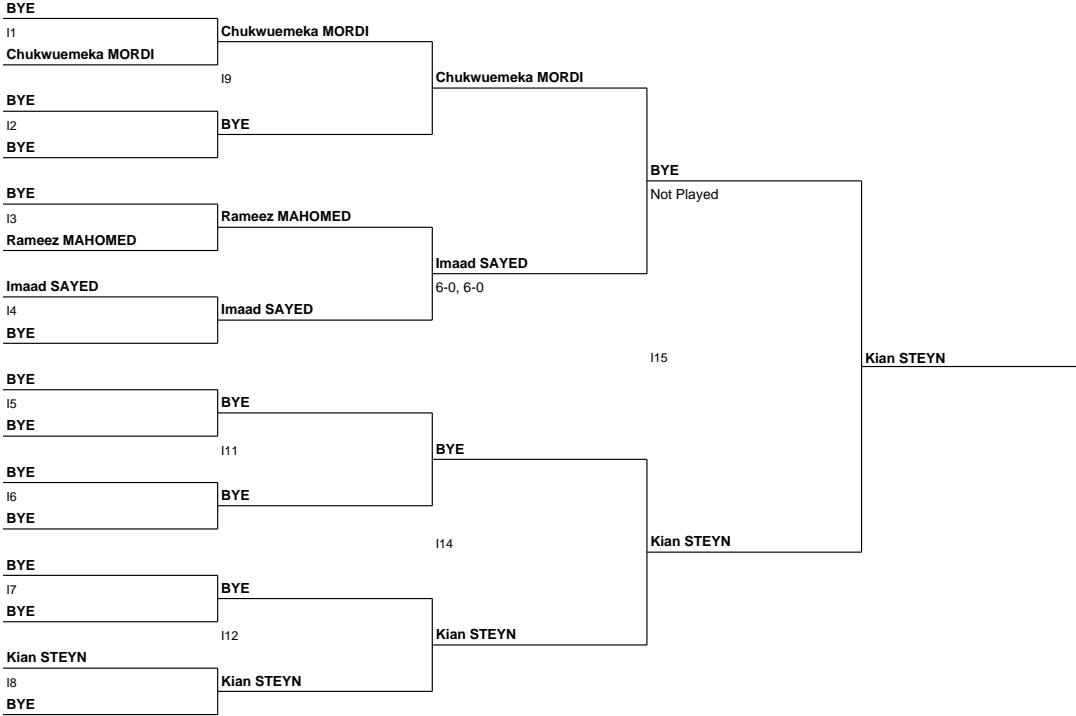 BYE
I1
Chukwuemeka MORDI
BYE
I2
BYE
BYE
I3
Rameez MAHOMED
Imaad SAYED
I4
BYE
BYE
I5
BYE
BYE
I6
BYE
BYE
I7
BYE
Kian STEYN
I8
BYE
Chukwuemeka MORDI
I9
BYE
Rameez MAHOMED
Imaad SAYED
BYE
I11
BYE
BYE
I12
Kian STEYN
Chukwuemeka MORDI
Imaad SAYED
6-0, 6-0
BYE
I14
Kian STEYN
BYE
Not Played
I15
Kian STEYN
Kian STEYN